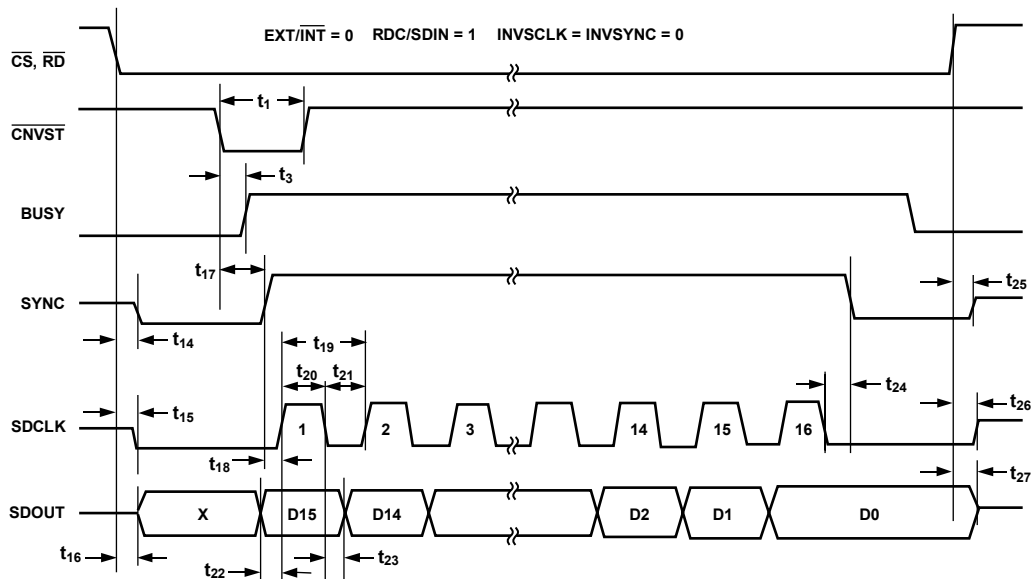 EXT/INT = 0 RDC/SDIN = 1 INVSCLK = INVSYNC = 0
CS, RD
t1
CNVST
t3
BUSY
t17
SYNC
t25
t14
t19
t20 t21
t24
t15
t26
SDCLK
1 2 3 14 15 16
t18
t27
SDOUT
X D15 D14 D2 D1 D0
t16
t22
t23